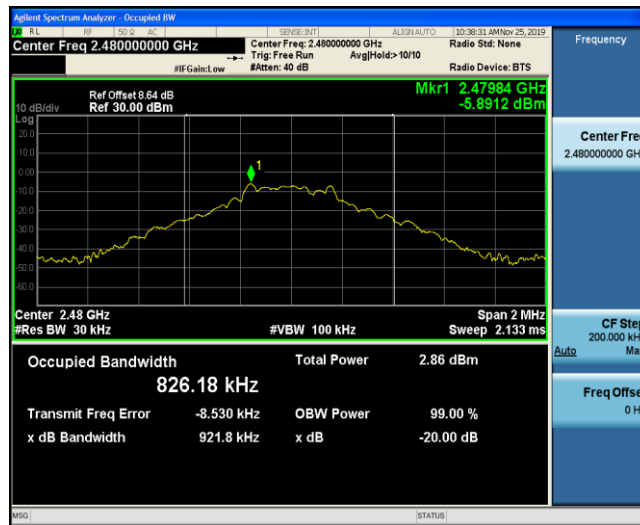 Agilent Spectrum Analyzer - Occupied BW
RL RF 50 Ω AC SENSE:INT ALIGN AUTO 10:38:31 AM Nov 25, 2019
Center Freq 2.480000000 GHz
Center Freq: 2.480000000 GHz Radio Std: None
Trig: Free Run Avg|Hold:> 10/10
#IFGain:Low #Atten: 40 dB Radio Device: BTS
Frequency
Ref Offset 8.64 dB
10 dB/div Ref 30.00 dBm
Mkr1 2.47984 GHz
-5.8912 dBm
Log
20.0
10.0
0.00
-10.0
-20.0
-30.0
-40.0
-50.0
-60.0
1
Center 2.48 GHz Span 2 MHz
#Res BW 30 kHz #VBW 100 kHz Sweep 2.133 ms
Occupied Bandwidth Total Power 2.86 dBm
826.18 kHz
Transmit Freq Error -8.530 kHz OBW Power 99.00 %
x dB Bandwidth 921.8 kHz x dB -20.00 dB
Center Fre
2.480000000 GH
CF Ste
200.000 kH
Auto Ma
Freq Offse
0 H
MSG STATUS